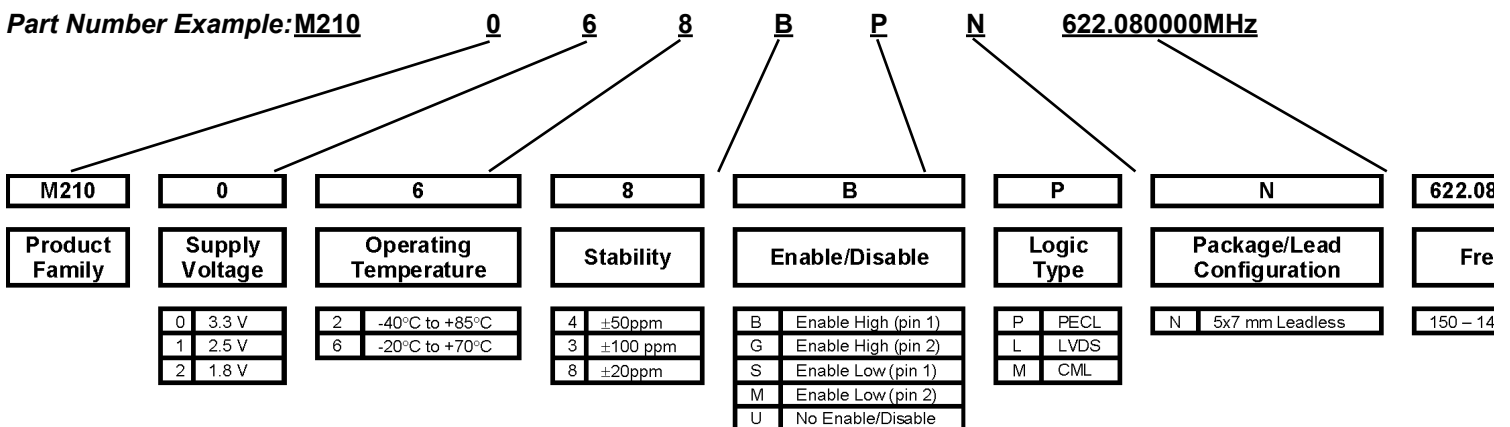 Part Number Example: M210 0 6 8 B P N 622.080000MHz
M210 0 6 8 B P N 622.08
Product Family
Supply Voltage
Operating Temperature
Stability
Enable/Disable
Logic Type
Package/Lead Configuration
Fre
0 3.3 V
1 2.5 V
2 1.8 V
2 -40°C to +85°C
6 -20°C to +70°C
4 ±50ppm
3 ±100 ppm
8 ±20ppm
B Enable High (pin 1)
G Enable High (pin 2)
S Enable Low (pin 1)
M Enable Low (pin 2)
U No Enable/Disable
P PECL
L LVDS
M CML
N 5x7 mm Leadless
150 – 14